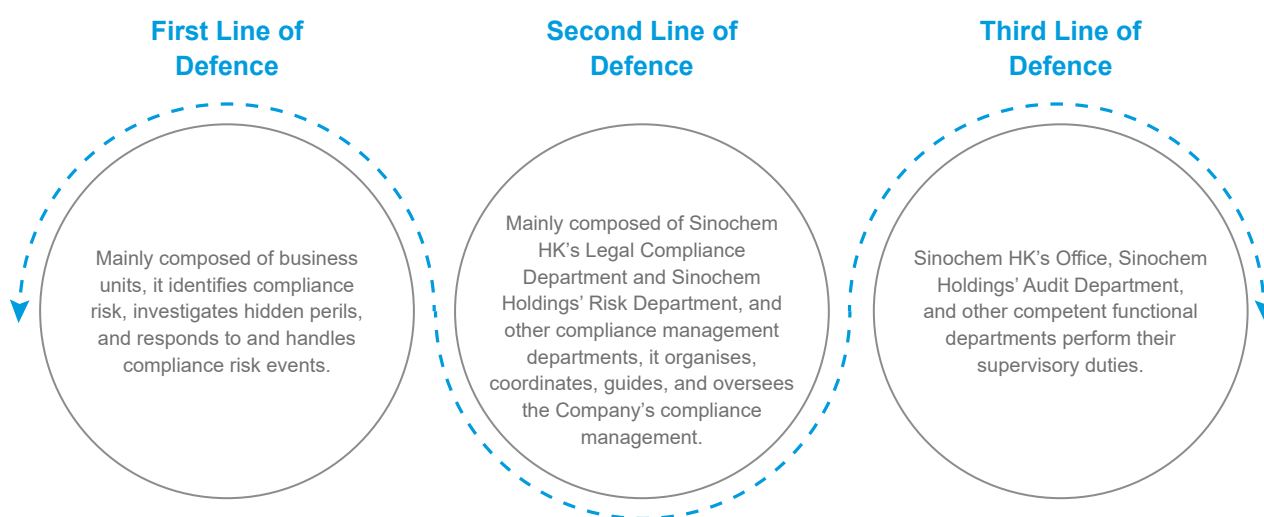 First Line of
Defence
Mainly composed of business
units, it identifies compliance
risk, investigates hidden perils,
and responds to and handles
compliance risk events.
Second Line of
Defence
Mainly composed of Sinochem
HK's Legal Compliance
Department and Sinochem
Holdings' Risk Department, and
other compliance management
departments, it organises,
coordinates, guides, and oversees
the Company's compliance
management.
Third Line of
Defence
Sinochem HK's Office, Sinochem
Holdings' Audit Department,
and other competent functional
departments perform their
supervisory duties.